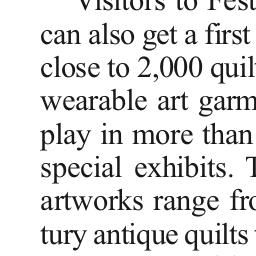 Visitors to Fest
can also get a first
close to 2,000 quil
wearable art garm
play in more than
special exhibits. T
artworks range fro
tury antique quilts